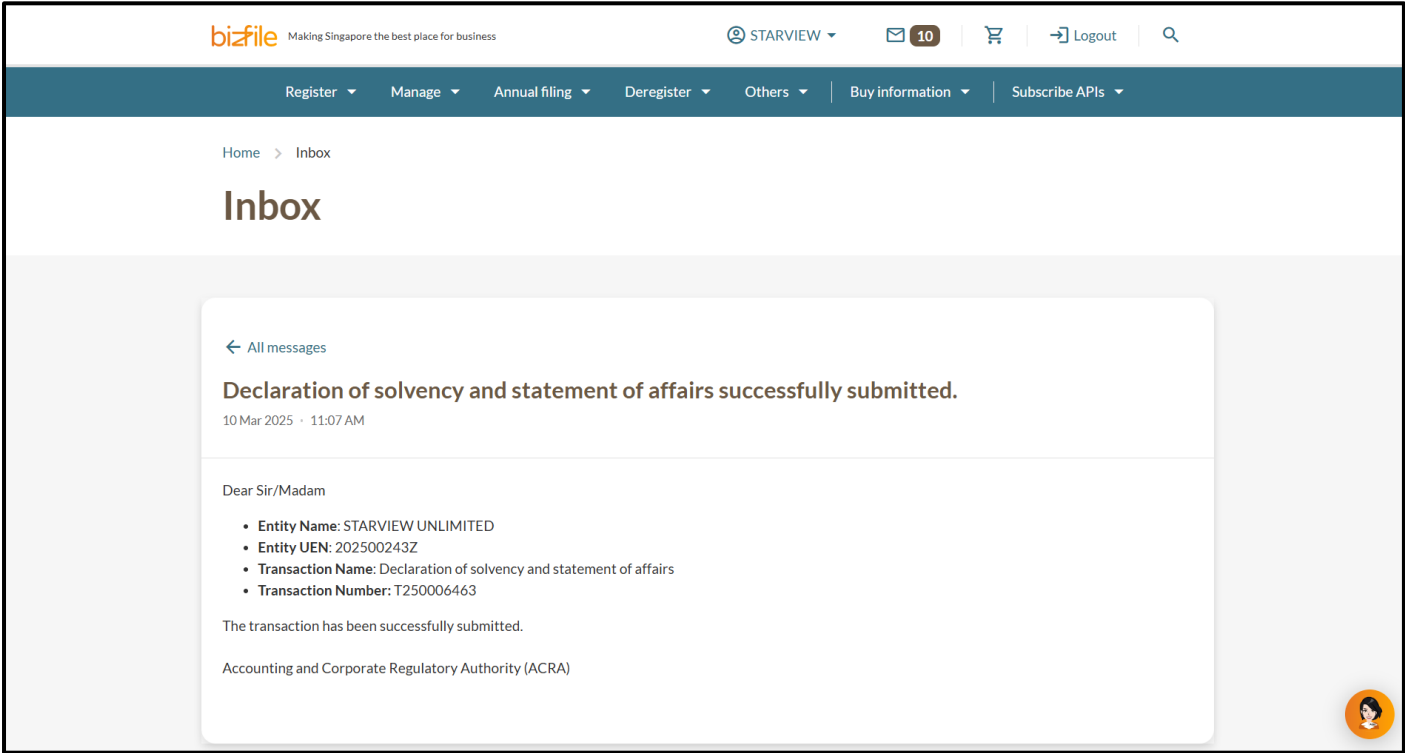 bizfile Making Singapore the best place for business STARVIEW 10 Logout
Register Manage Annual filing Deregister Others Buy information Subscribe APIs
Home > Inbox
Inbox
All messages
Declaration of solvency and statement of affairs successfully submitted.
10 Mar 2025 · 11:07 AM
Dear Sir/Madam
• Entity Name: STARVIEW UNLIMITED
• Entity UEN: 202500243Z
• Transaction Name: Declaration of solvency and statement of affairs
• Transaction Number: T250006463
The transaction has been successfully submitted.
Accounting and Corporate Regulatory Authority (ACRA)